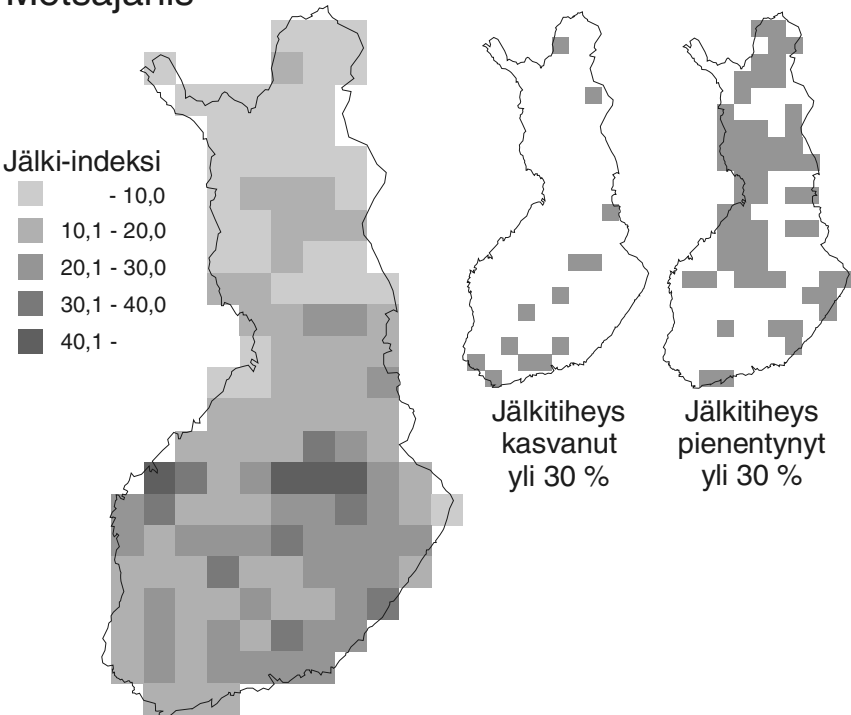 Metsäjänis
Jälki-indeksi
- 10,0
10,1 - 20,0
20,1 - 30,0
30,1 - 40,0
40,1 -
Jälkitiheys
kasvanut
yli 30 %
Jälkitiheys
pienentynyt
yli 30 %